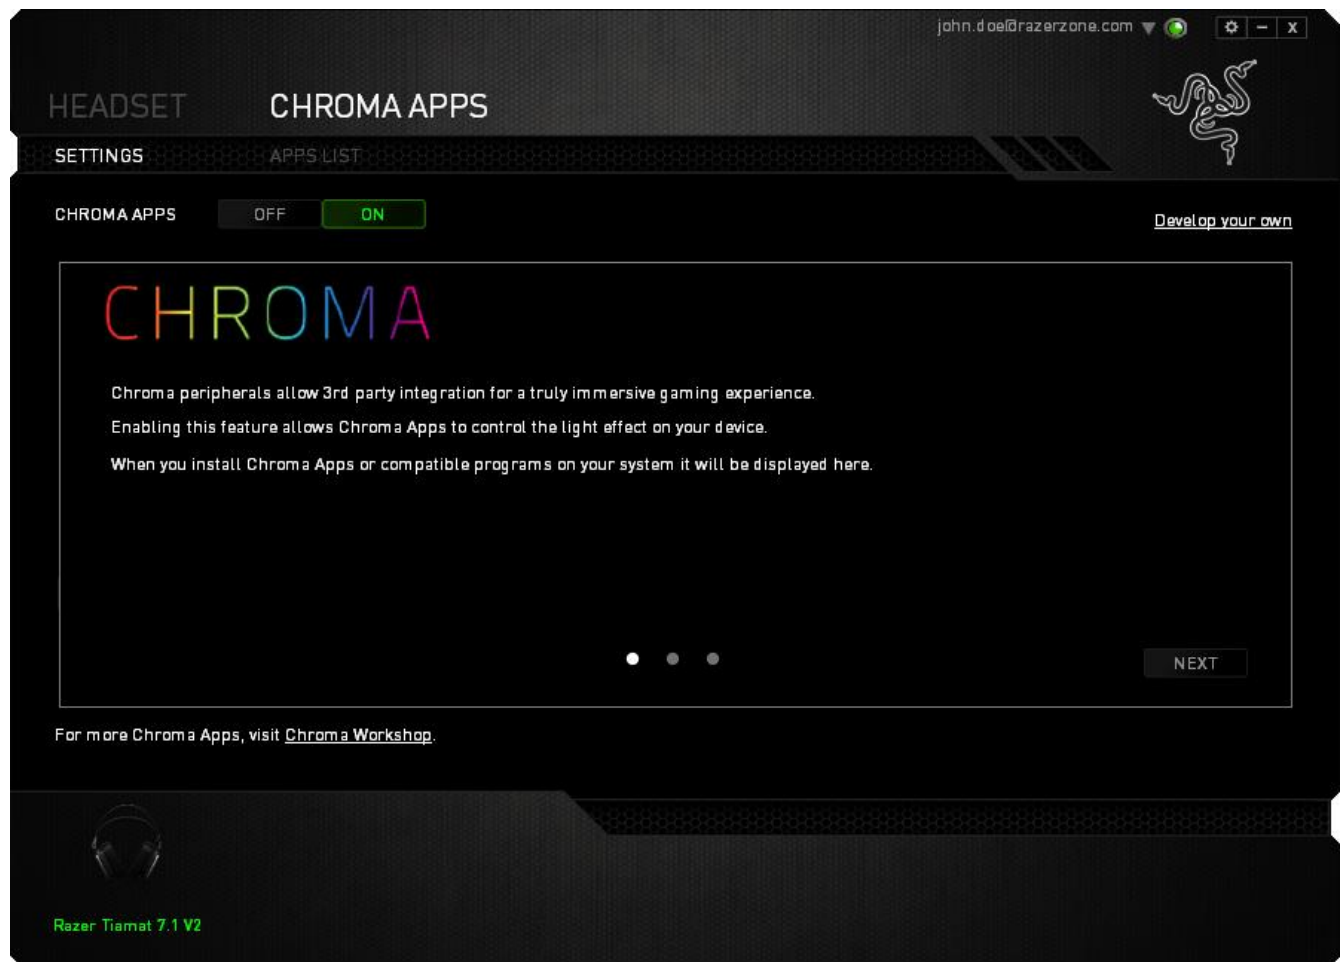 john.doe@razerzone.com
HEADSET CHROMA APPS
SETTINGS APPS LIST
CHROMA APPS OFF ON
Develop your own
CHROMA
Chroma peripherals allow 3rd party integration for a truly immersive gaming experience.
Enabling this feature allows Chroma Apps to control the light effect on your device.
When you install Chroma Apps or compatible programs on your system it will be displayed here.
NEXT
For more Chroma Apps, visit Chroma Workshop.
Razer Tiamat 7.1 V2